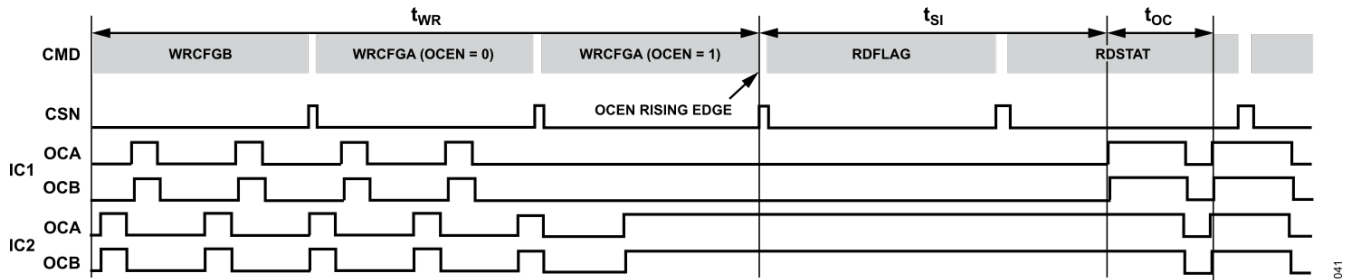 tWR tSI tOC
CMD WRCFGB WRCFGA (OCEN = 0) WRCFGA (OCEN = 1) RDFLAG RDSTAT
OCEN RISING EDGE
CSN
IC1 OCA
OCB
IC2 OCA
OCB
041